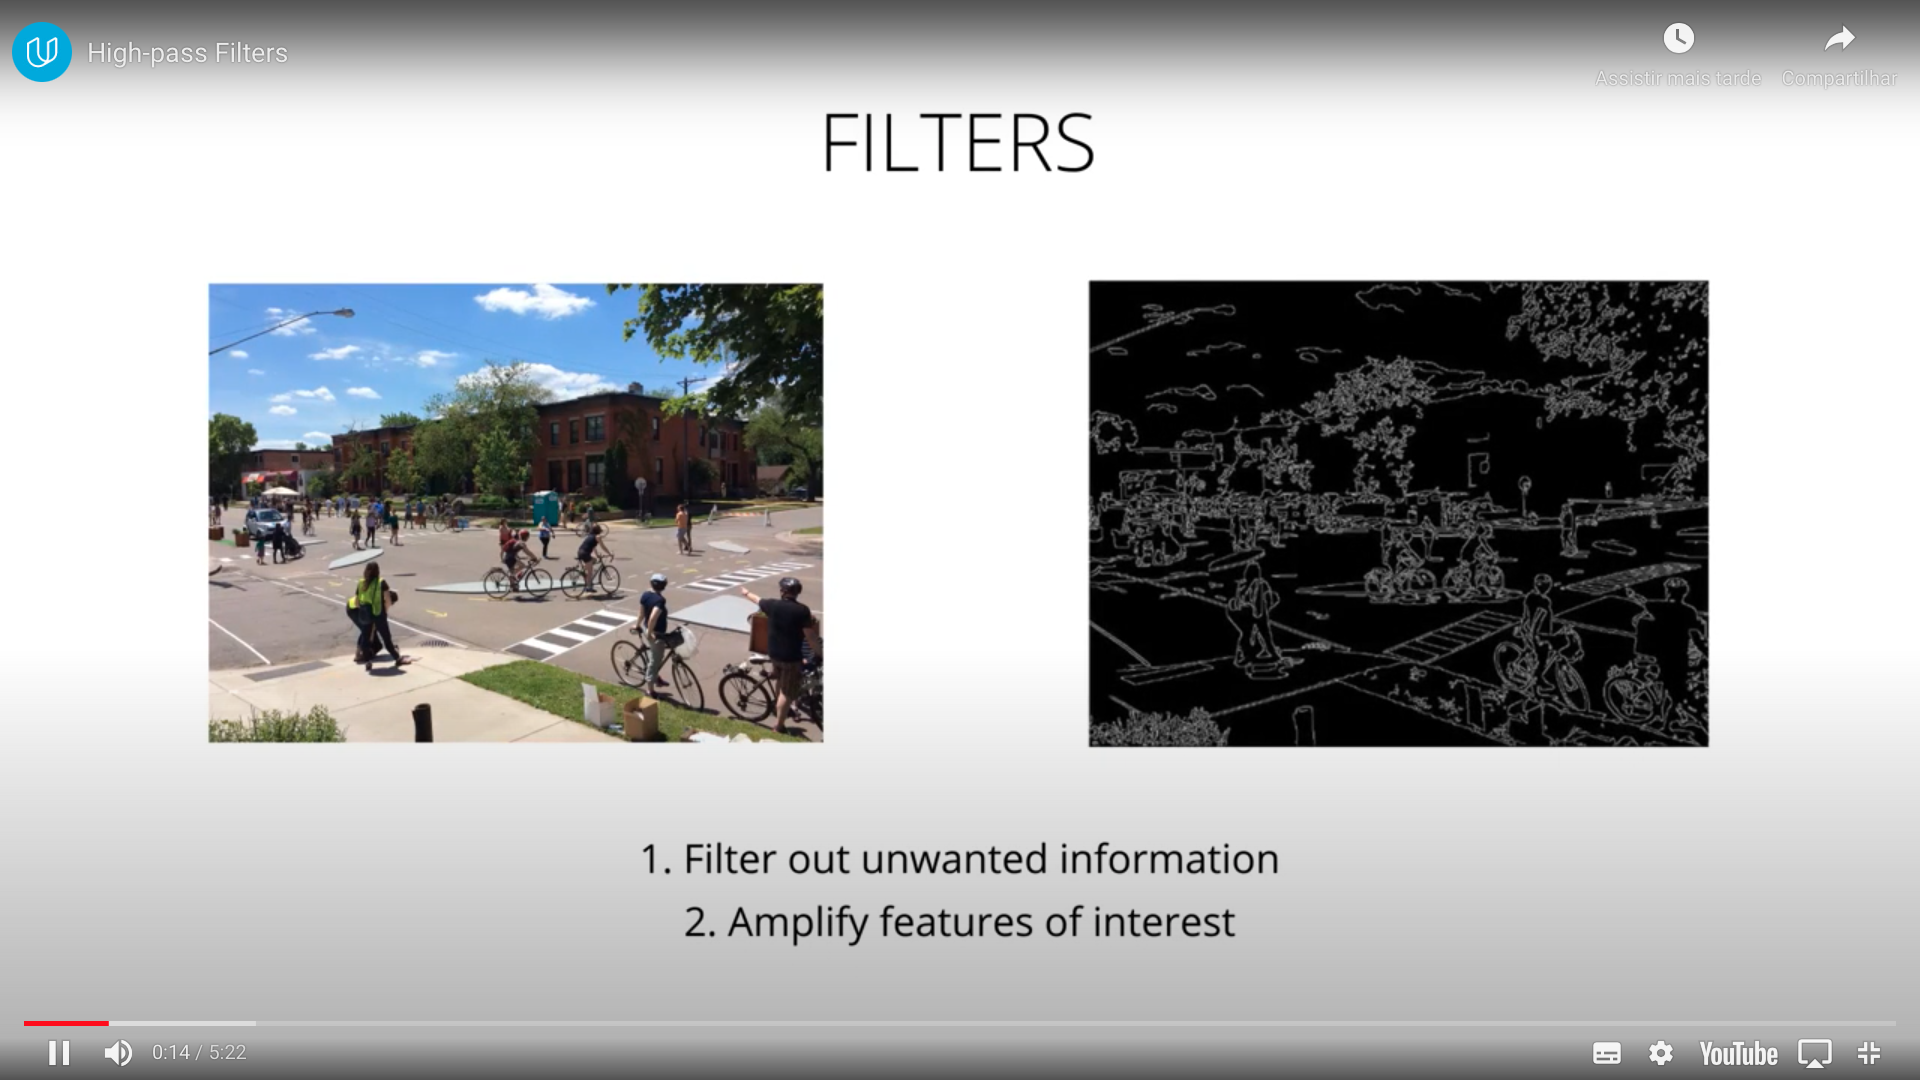 High-pass Filters
Assistir mais tarde
Compartilhar
FILTERS
1. Filter out unwanted information
2. Amplify features of interest
0:14 / 5:22
YouTube